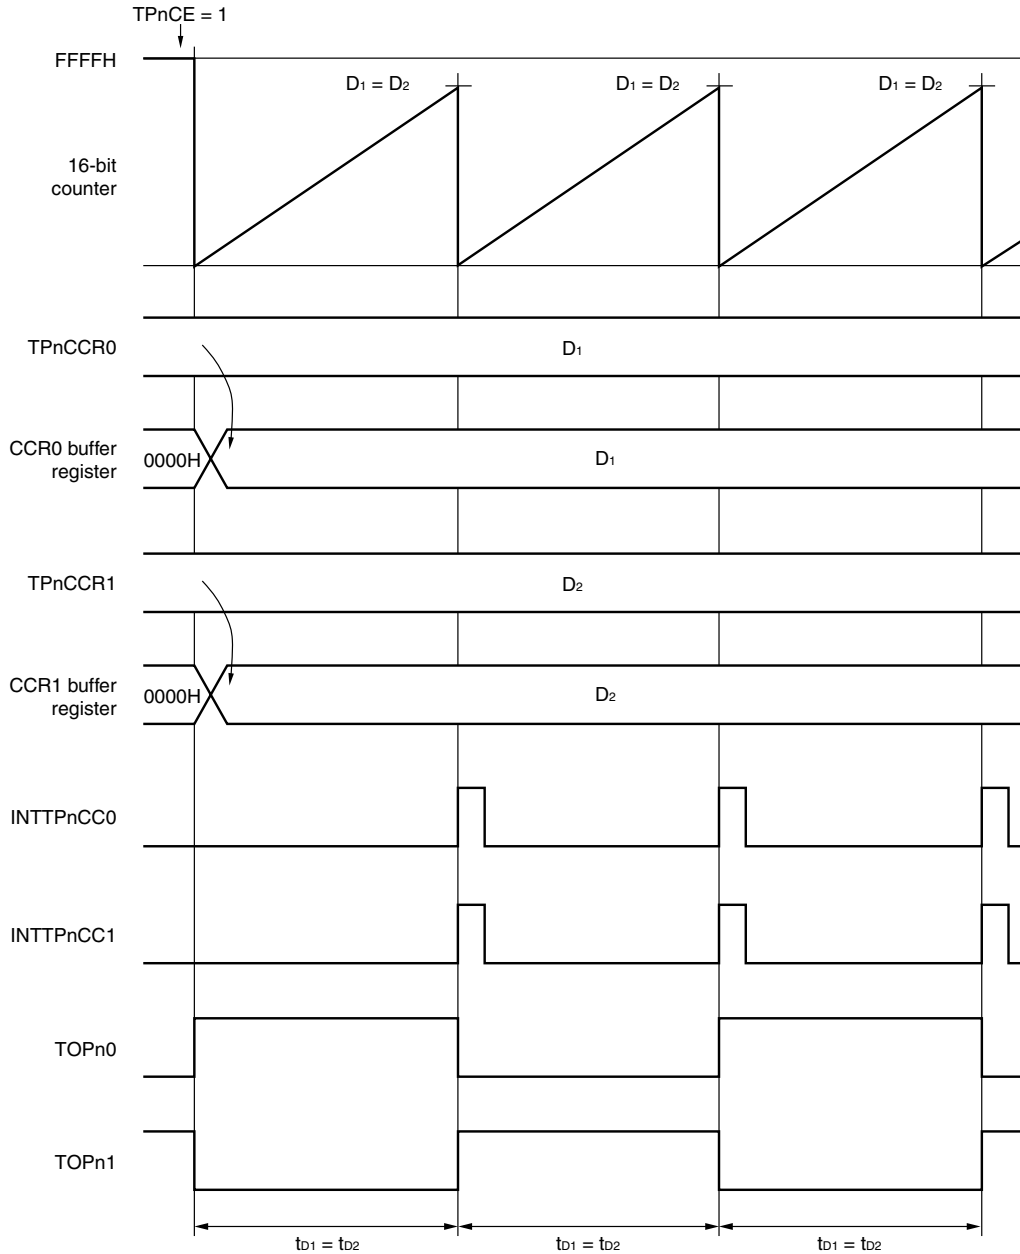 TPnCE = 1
FFFFH
D1 = D2
D1 = D2
D1 = D2
16-bit
counter
TPnCCR0
D1
CCR0 buffer
register
0000H
D1
TPnCCR1
D2
CCR1 buffer
register
0000H
D2
INTTPnCC0
INTTPnCC1
TOPn0
TOPn1
tD1 = tD2
tD1 = tD2
tD1 = tD2